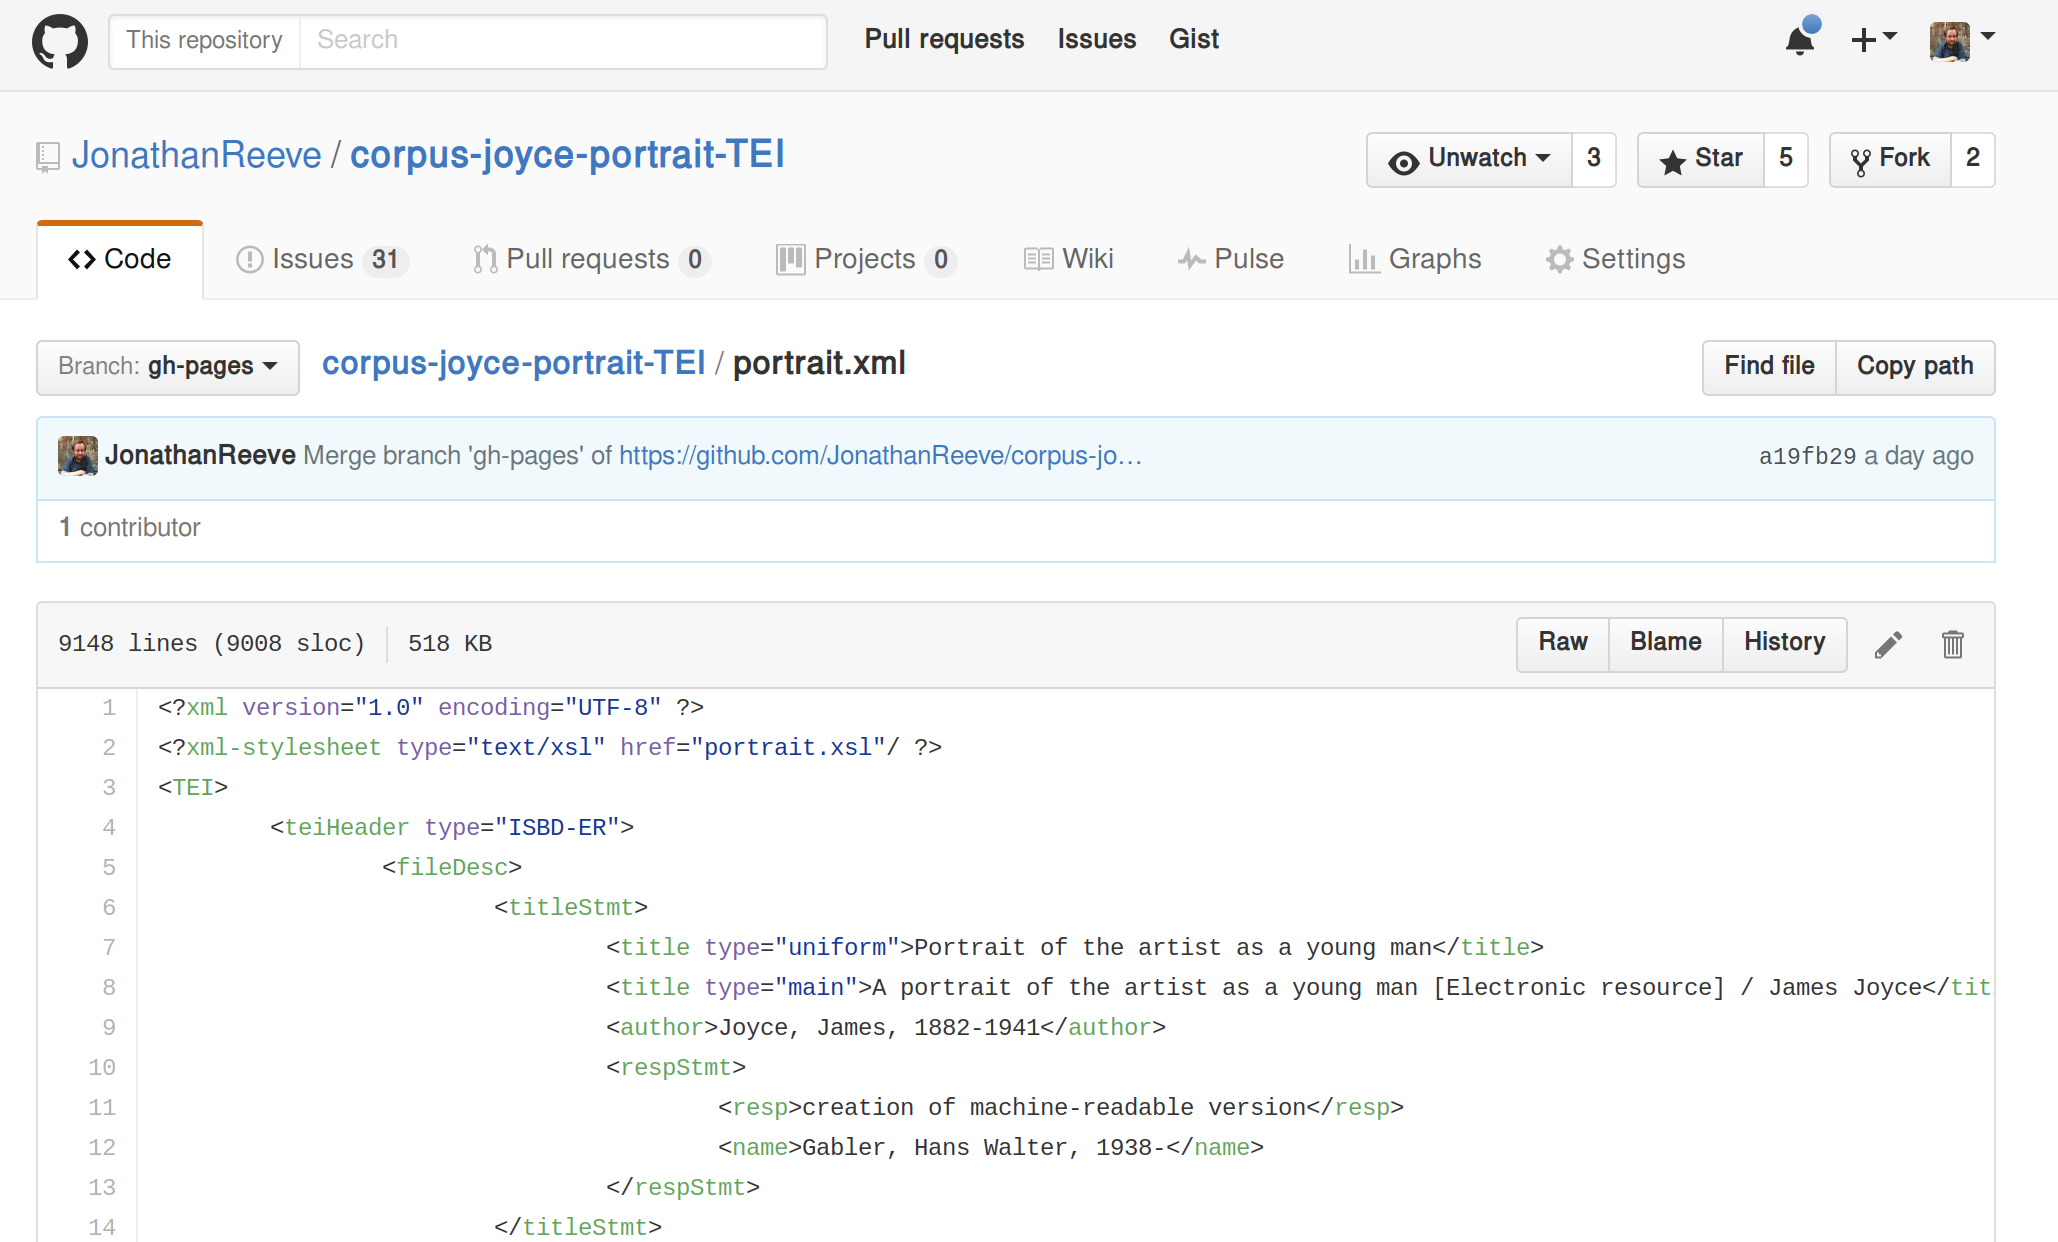 This repository Search Pull requests Issues Gist
JonathanReeve / corpus-joyce-portrait-TEI Unwatch 3 Star 5 Fork 2
Code Issues 31 Pull requests 0 Projects 0 Wiki Pulse Graphs Settings
Branch: gh-pages corpus-joyce-portrait-TEI / portrait.xml Find file Copy path
JonathanReeve Merge branch 'gh-pages' of https://github.com/JonathanReeve/corpus-jo… a19fb29 a day ago
1 contributor
9148 lines (9008 sloc) 518 KB Raw Blame History
1 <?xml version="1.0" encoding="UTF-8" ?>
2 <?xml-stylesheet type="text/xsl" href="portrait.xsl"/ ?>
3 <TEI>
4 <teiHeader type="ISBD-ER">
5 <fileDesc>
6 <titleStmt>
7 <title type="uniform">Portrait of the artist as a young man</title>
8 <title type="main">A portrait of the artist as a young man [Electronic resource] / James Joyce</tit
9 <author>Joyce, James, 1882-1941</author>
10 <respStmt>
11 <resp>creation of machine-readable version</resp>
12 <name>Gabler, Hans Walter, 1938-</name>
13 </respStmt>
14 </titleStmt>